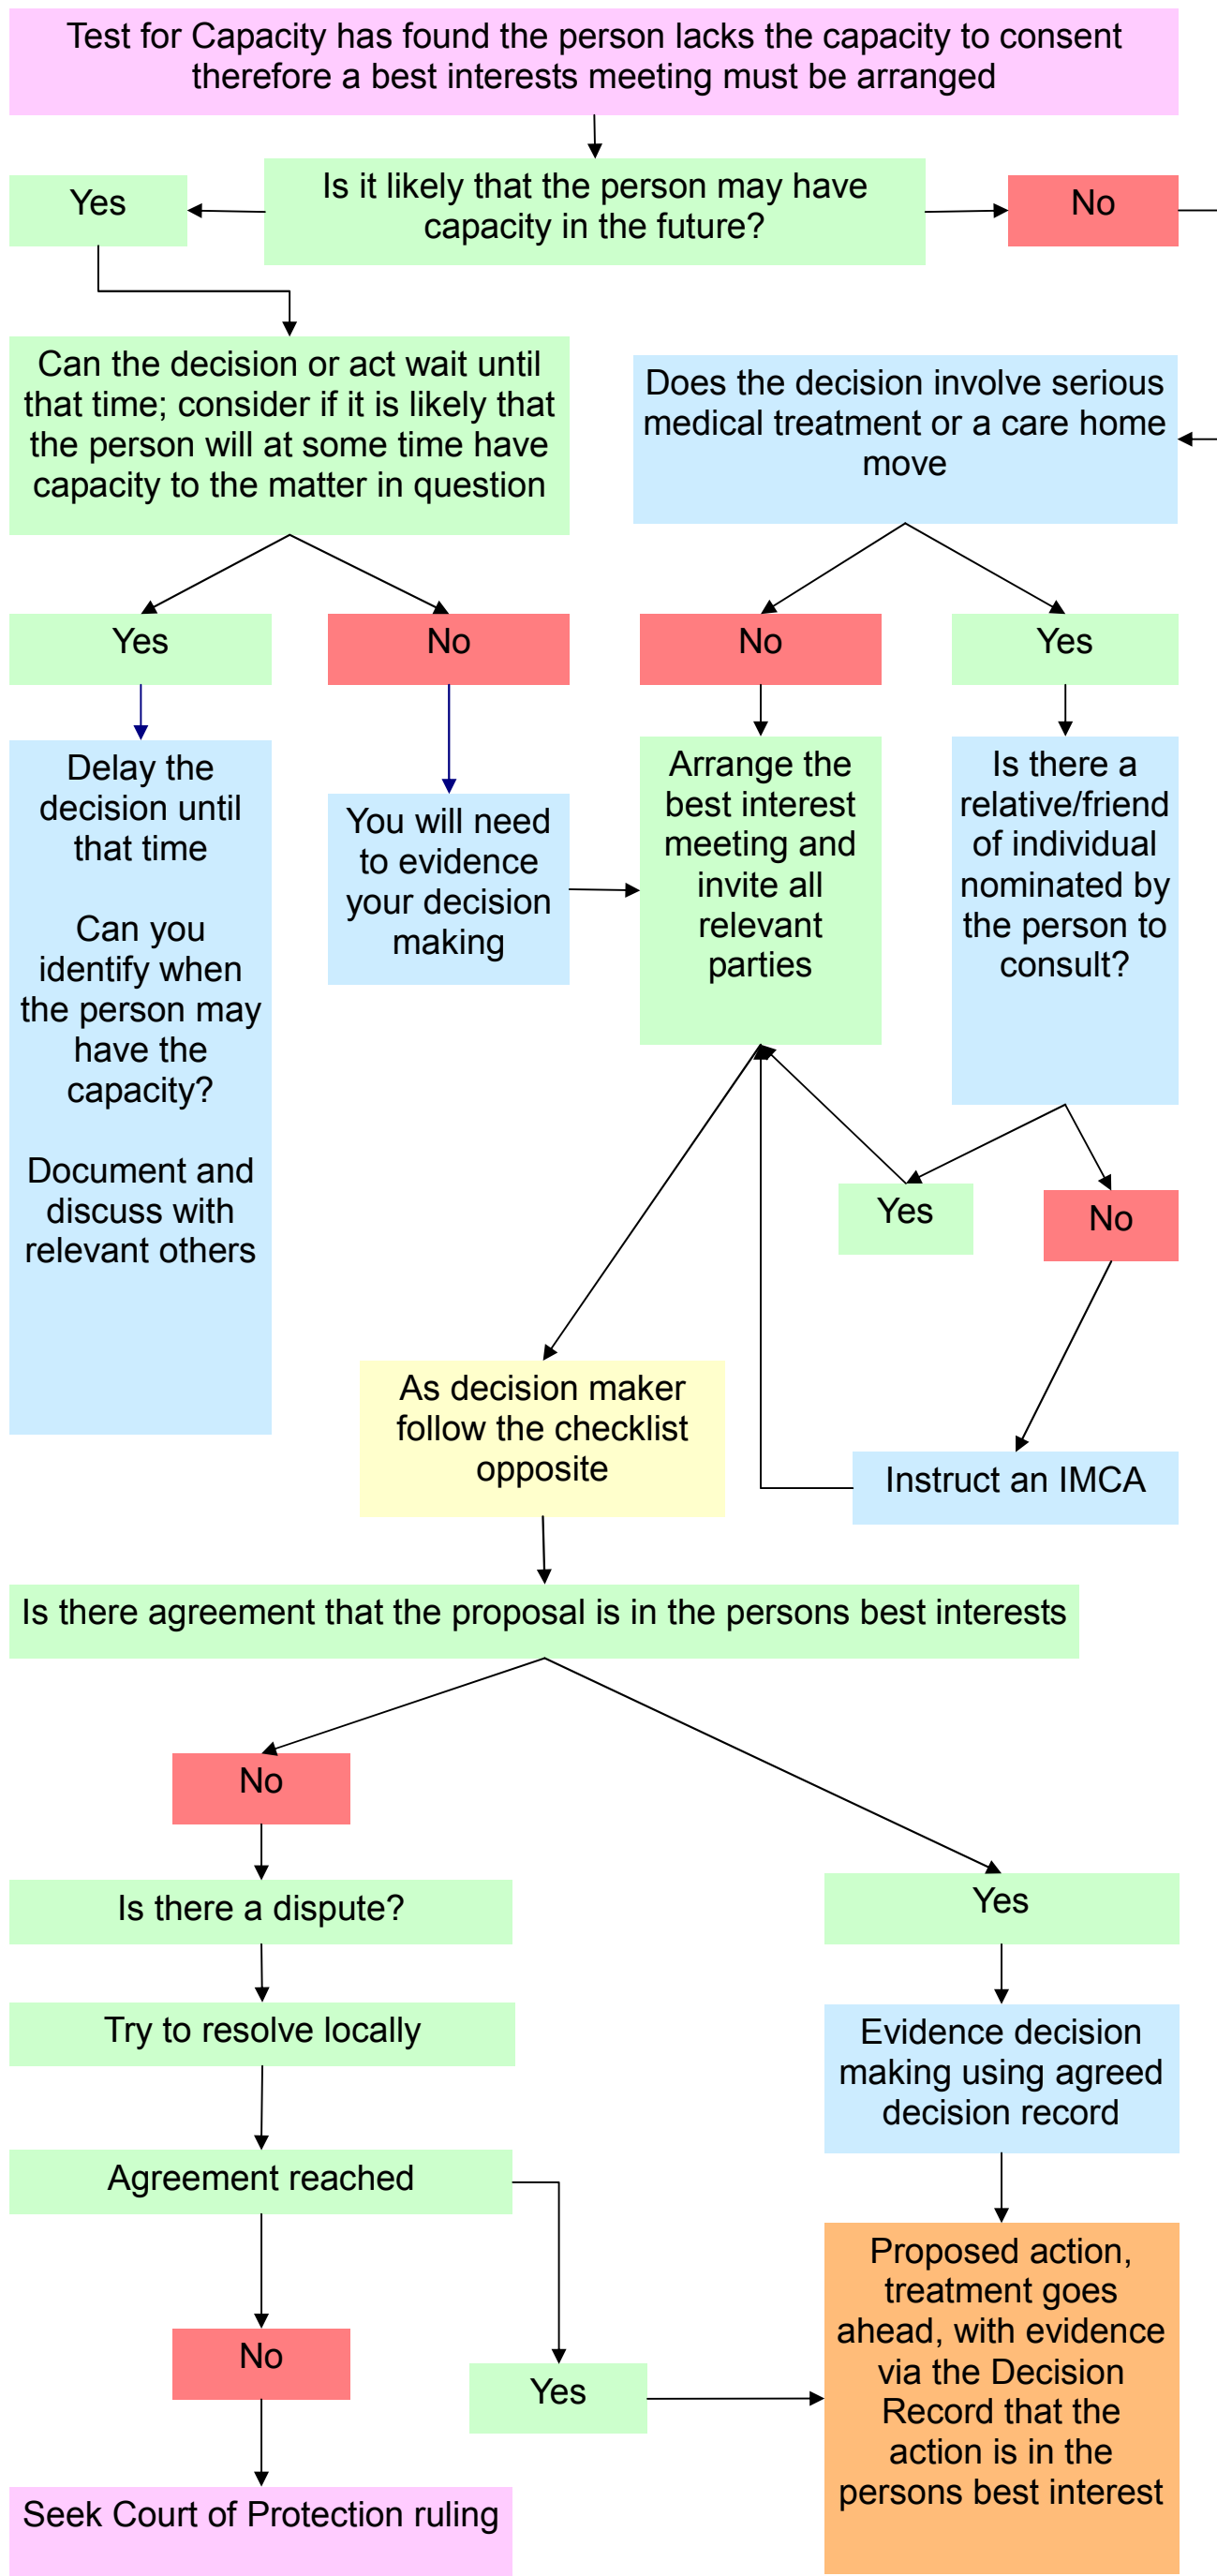 Test for Capacity has found the person lacks the capacity to consent
therefore a best interests meeting must be arranged
Yes
Is it likely that the person may have
capacity in the future?
No
Can the decision or act wait until
that time; consider if it is likely that
the person will at some time have
capacity to the matter in question
Does the decision involve serious
medical treatment or a care home
move
Yes
No
No
Yes
Delay the
decision until
that time
Can you
identify when
the person may
have the
capacity?
Document and
discuss with
relevant others
You will need
to evidence
your decision
making
Arrange the
best interest
meeting and
invite all
relevant
parties
Is there a
relative/friend
of individual
nominated by
the person to
consult?
Yes
No
As decision maker
follow the checklist
opposite
Instruct an IMCA
Is there agreement that the proposal is in the persons best interests
No
Is there a dispute?
Yes
Try to resolve locally
Evidence decision
making using agreed
decision record
Agreement reached
No
Yes
Proposed action,
treatment goes
ahead, with evidence
via the Decision
Record that the
action is in the
persons best interest
Seek Court of Protection ruling